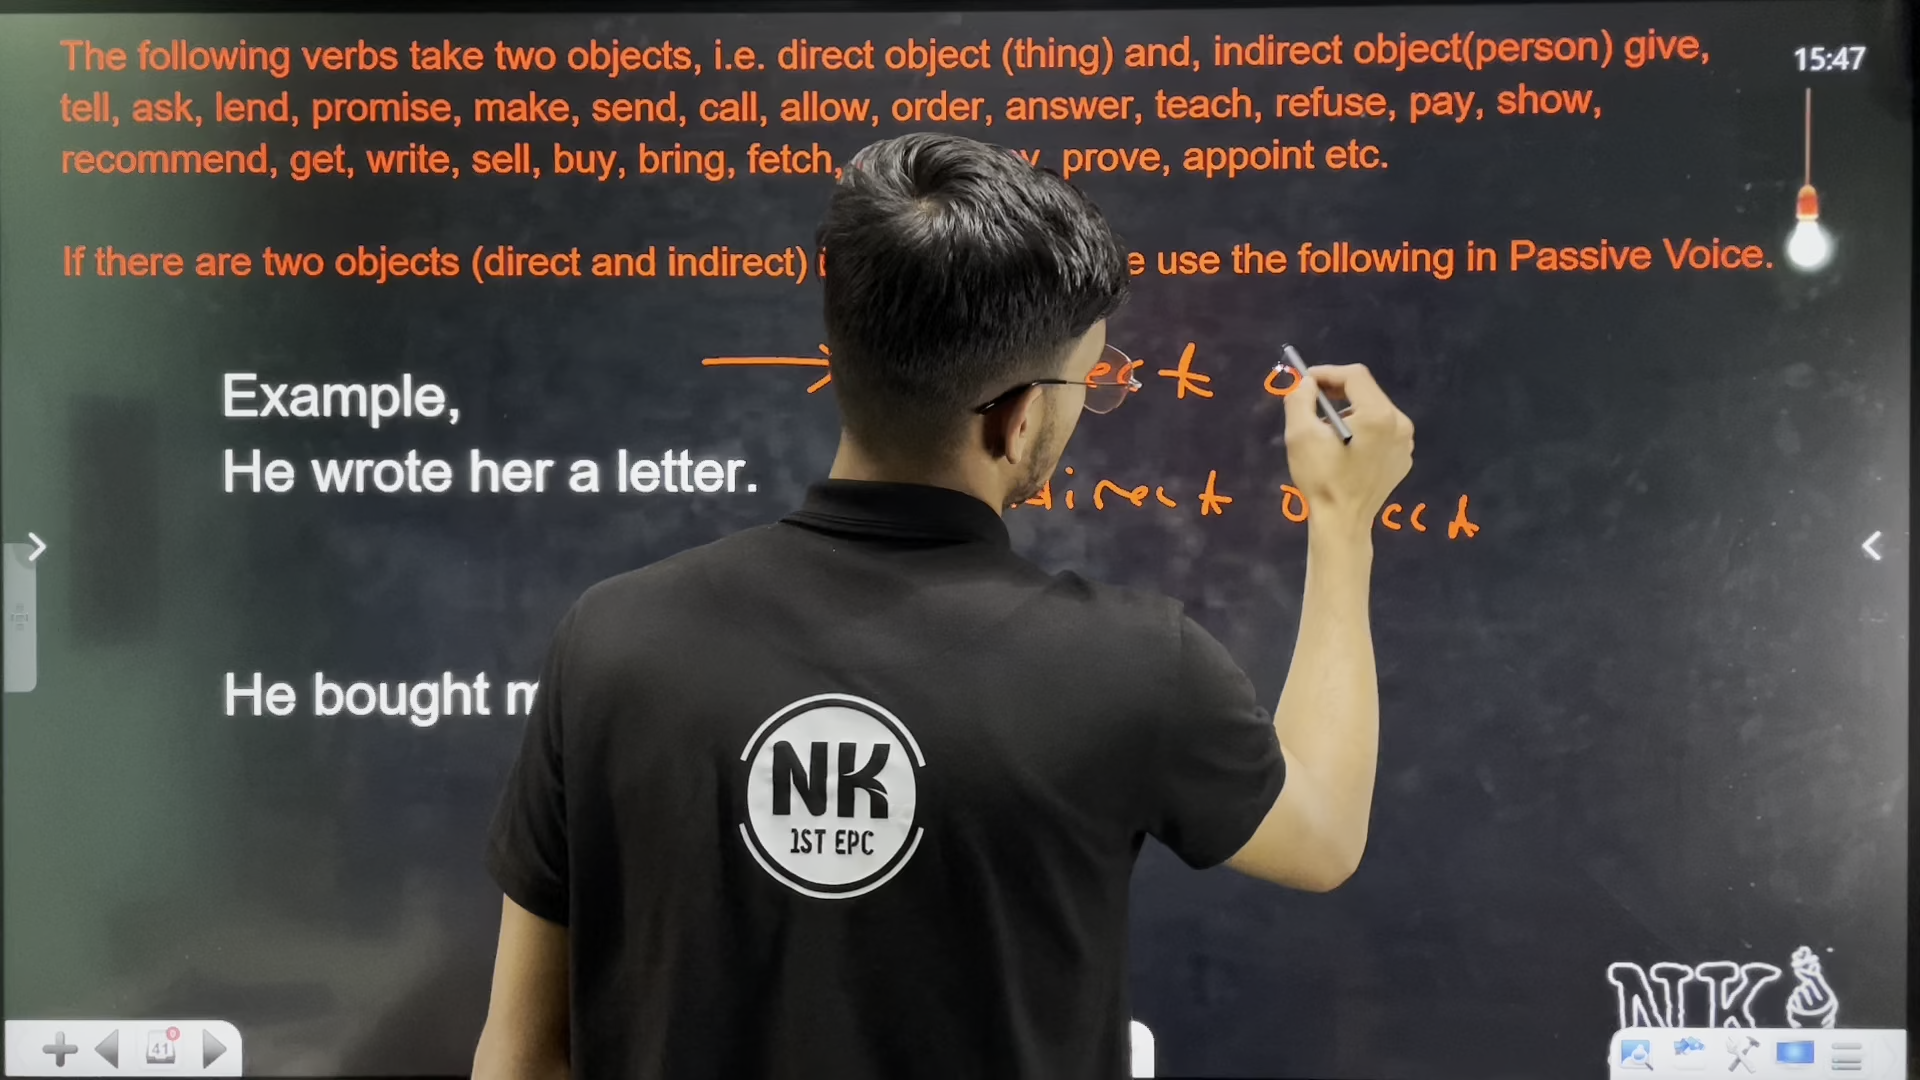 The following verbs take two objects, i.e. direct object (thing) and, indirect object(person) give,
tell, ask, lend, promise, make, send, call, allow, order, answer, teach, refuse, pay, show,
recommend, get, write, sell, buy, bring, fetch, prove, appoint etc.
If there are two objects (direct and indirect) use the following in Passive Voice.
15:47
Example,
He wrote her a letter.
He bought
NK
1ST EPC
NK
41